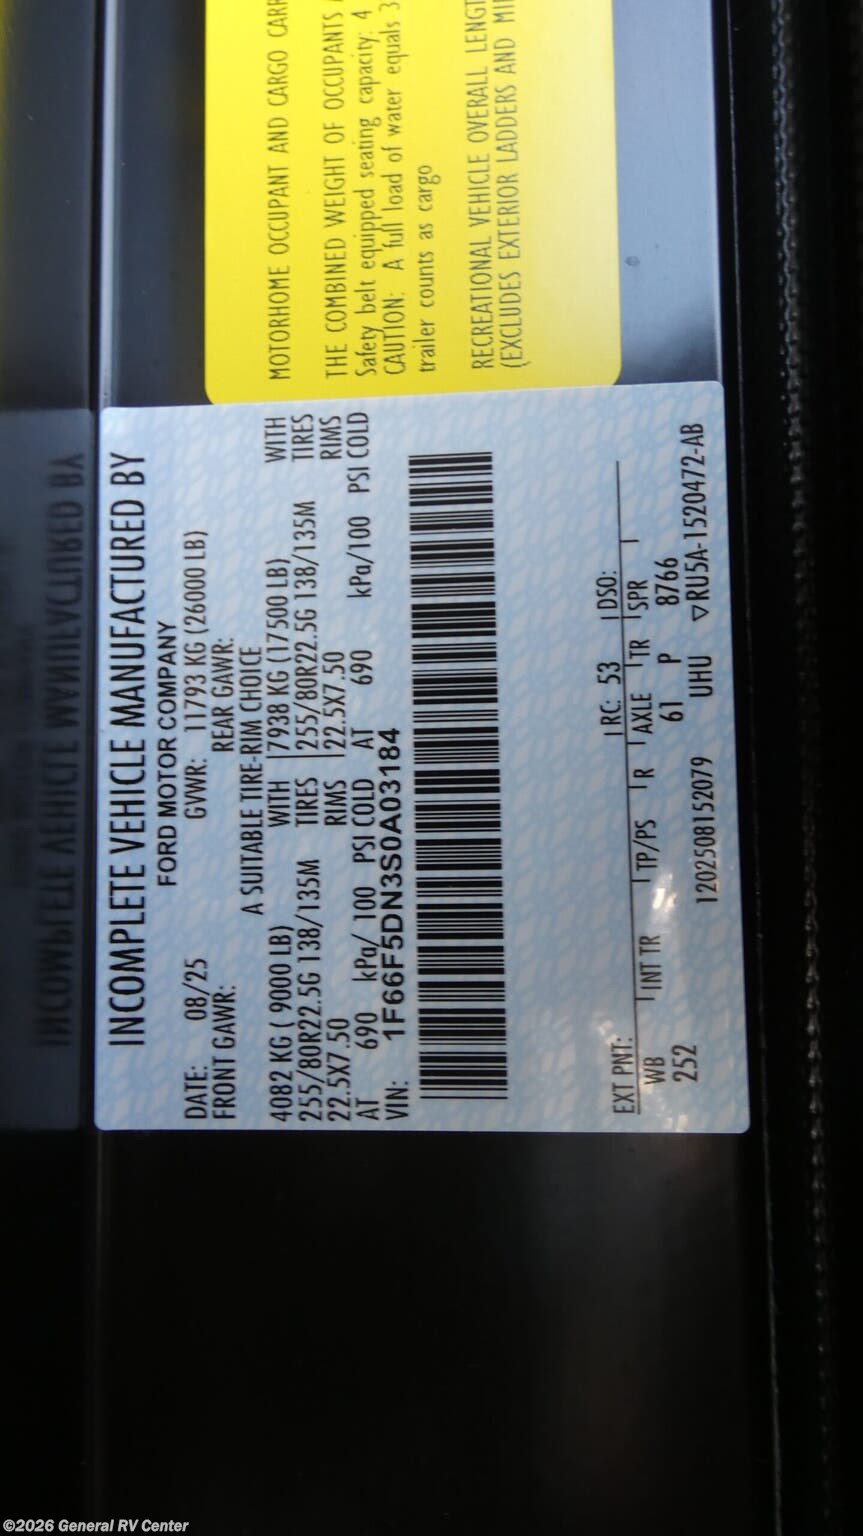 MOTORHOME OCCUPANT AND CARGO
THE COMBINED WEIGHT OF OCCUPANTS
Safety belt equipped seating capacity: 4
CAUTION: A full load of water equals 3
trailer counts as cargo
RECREATIONAL VEHICLE OVERALL
(EXCLUDES EXTERIOR LADDERS AND
INCOMPLETE VEHICLE MANUFACTURED BY
FORD MOTOR COMPANY
DATE: 08/25 GVWR: 11793 KG (26000 LB)
FRONT GAWR: REAR GAWR:
A SUITABLE TIRE-RIM CHOICE
4082 KG ( 9000 LB) WITH 7938 KG (17500 LB) WITH
255/80R22.5G 138/135M TIRES 255/80R22.5G 138/135M TIRES
22.5X7.50 RIMS 22.5X7.50 RIMS
AT 690 kPa/ 100 PSI COLD AT 690 kPa/100 PSI COLD
VIN: 1F66F5DN3S0A03184
EXT PNT: RC: 53 DSO:
WB INT TR TP/PS R AXLE TR SPR
252 61 P 8766
1202508152079 UHU ▽RU5A-1520472-AB
©2026 General RV Center